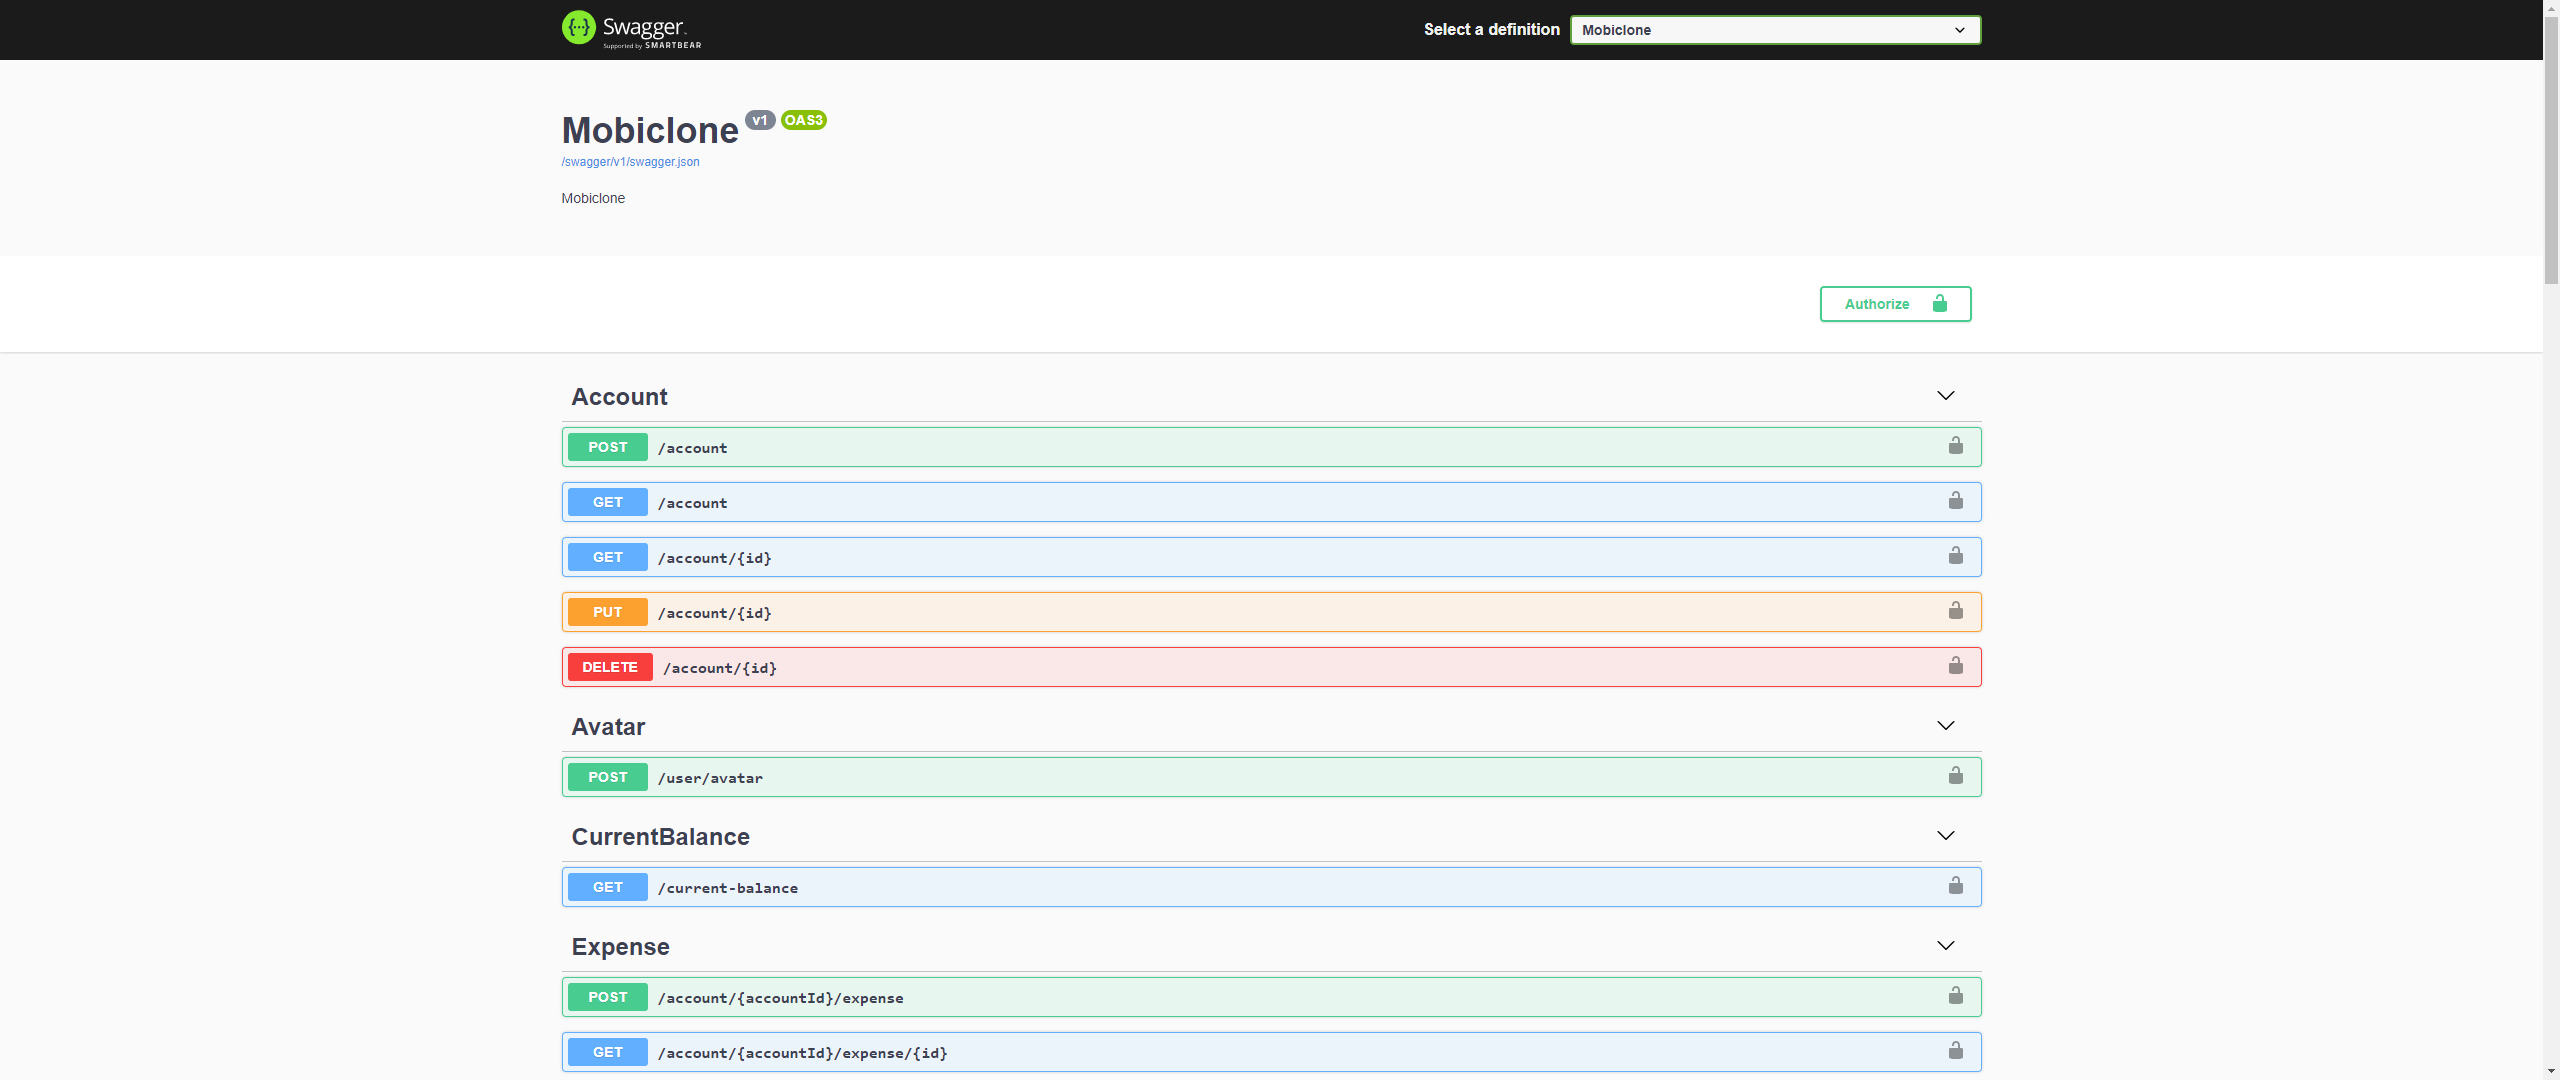 Swagger
Supported by SMARTBEAR
Select a definition
Mobiclone
Mobiclone v1 OAS3
/swagger/v1/swagger.json
Mobiclone
Authorize
Account
POST /account
GET /account
GET /account/{id}
PUT /account/{id}
DELETE /account/{id}
Avatar
POST /user/avatar
CurrentBalance
GET /current-balance
Expense
POST /account/{accountId}/expense
GET /account/{accountId}/expense/{id}